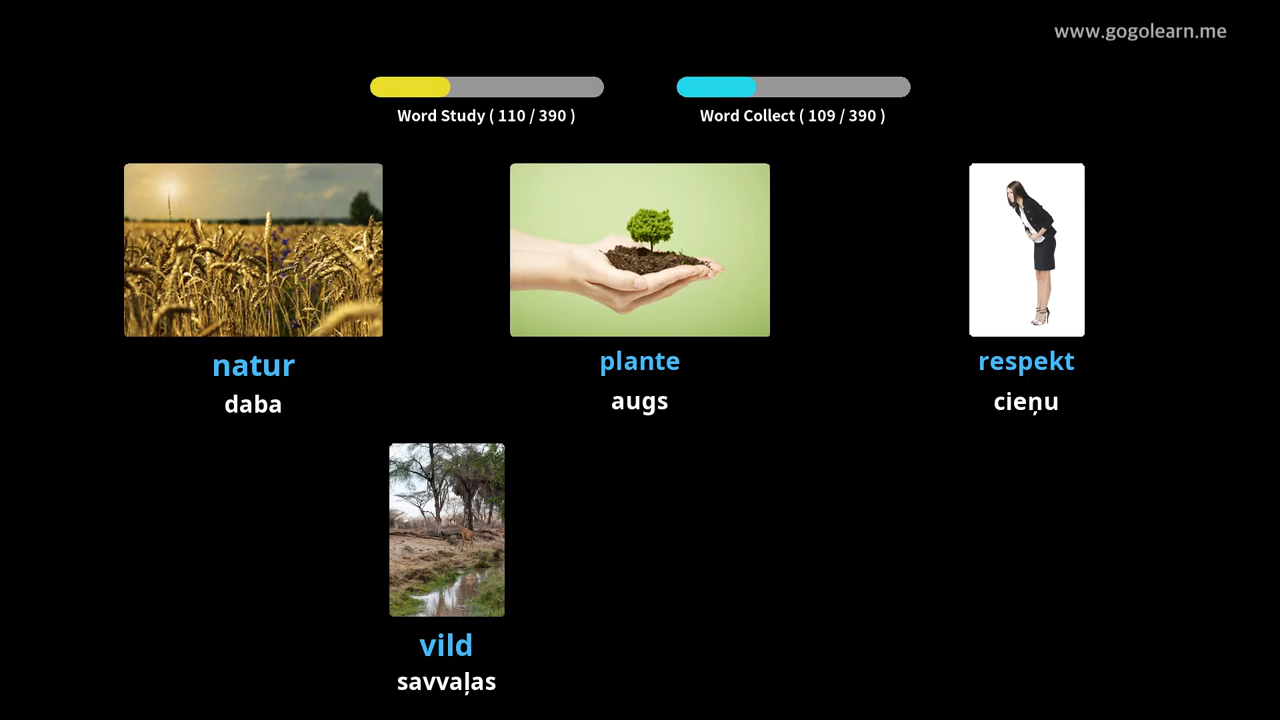 www.gogolearn.me
Word Study ( 110 / 390 )
Word Collect ( 109 / 390 )
natur
daba
plante
augs
respekt
cieņu
vild
savvaļas